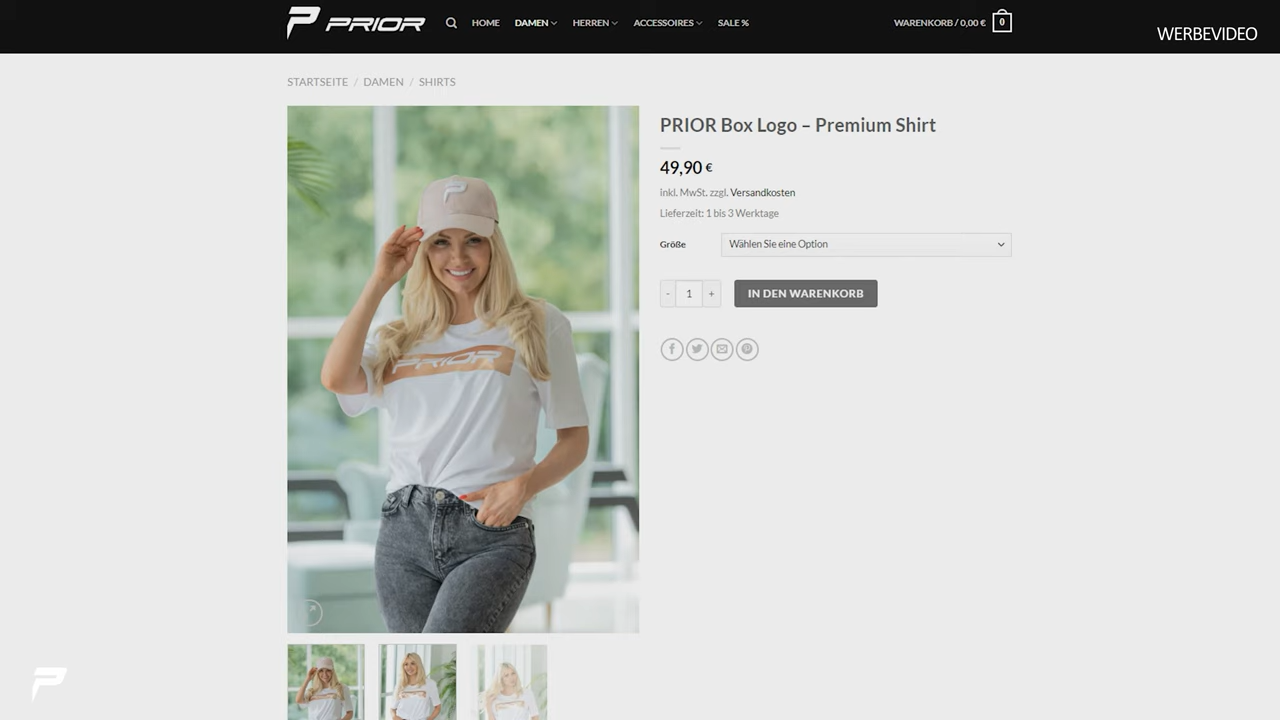 PRIOR
HOME
DAMEN
HERREN
ACCESSOIRES
SALE %
WARENKORB / 0,00 €
0
WERBEVIDEO
STARTSEITE / DAMEN / SHIRTS
PRIOR Box Logo – Premium Shirt
49,90 €
inkl. MwSt. zzgl. Versandkosten
Lieferzeit: 1 bis 3 Werktage
Größe
Wählen Sie eine Option
- 1 +
IN DEN WARENKORB
PRIOR